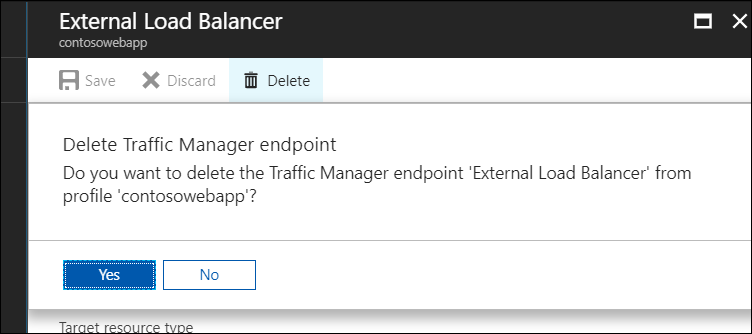 External Load Balancer
contosowebapp
Save Discard Delete
Delete Traffic Manager endpoint
Do you want to delete the Traffic Manager endpoint 'External Load Balancer' from
profile 'contosowebapp'?
Yes No
Target resource type